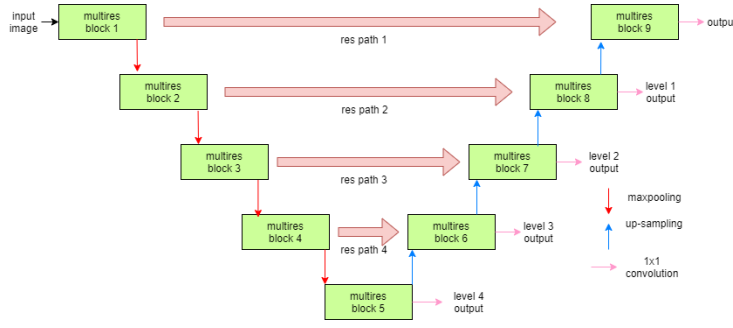 input
image
multires
block 1
res path 1
multires
block 9
outpu
multires
block 2
res path 2
multires
block 8
level 1
output
multires
block 3
res path 3
multires
block 7
level 2
output
maxpooling
multires
block 4
res path 4
multires
block 6
level 3
output
up-sampling
1x1
convolution
multires
block 5
level 4
output